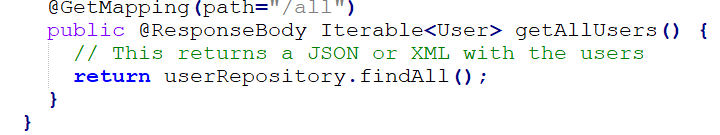 @GetMapping(path="/all")
public @ResponseBody Iterable<User> getAllUsers() {
// This returns a JSON or XML with the users
return userRepository.findAll();
}
}